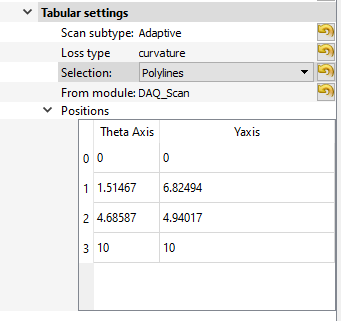 Tabular settings
Scan subtype: Adaptive
Loss type curvature
Selection: Polylines
From module: DAQ_Scan
Positions
Theta Axis Yaxis
0 0 0
1 1.51467 6.82494
2 4.68587 4.94017
3 10 10